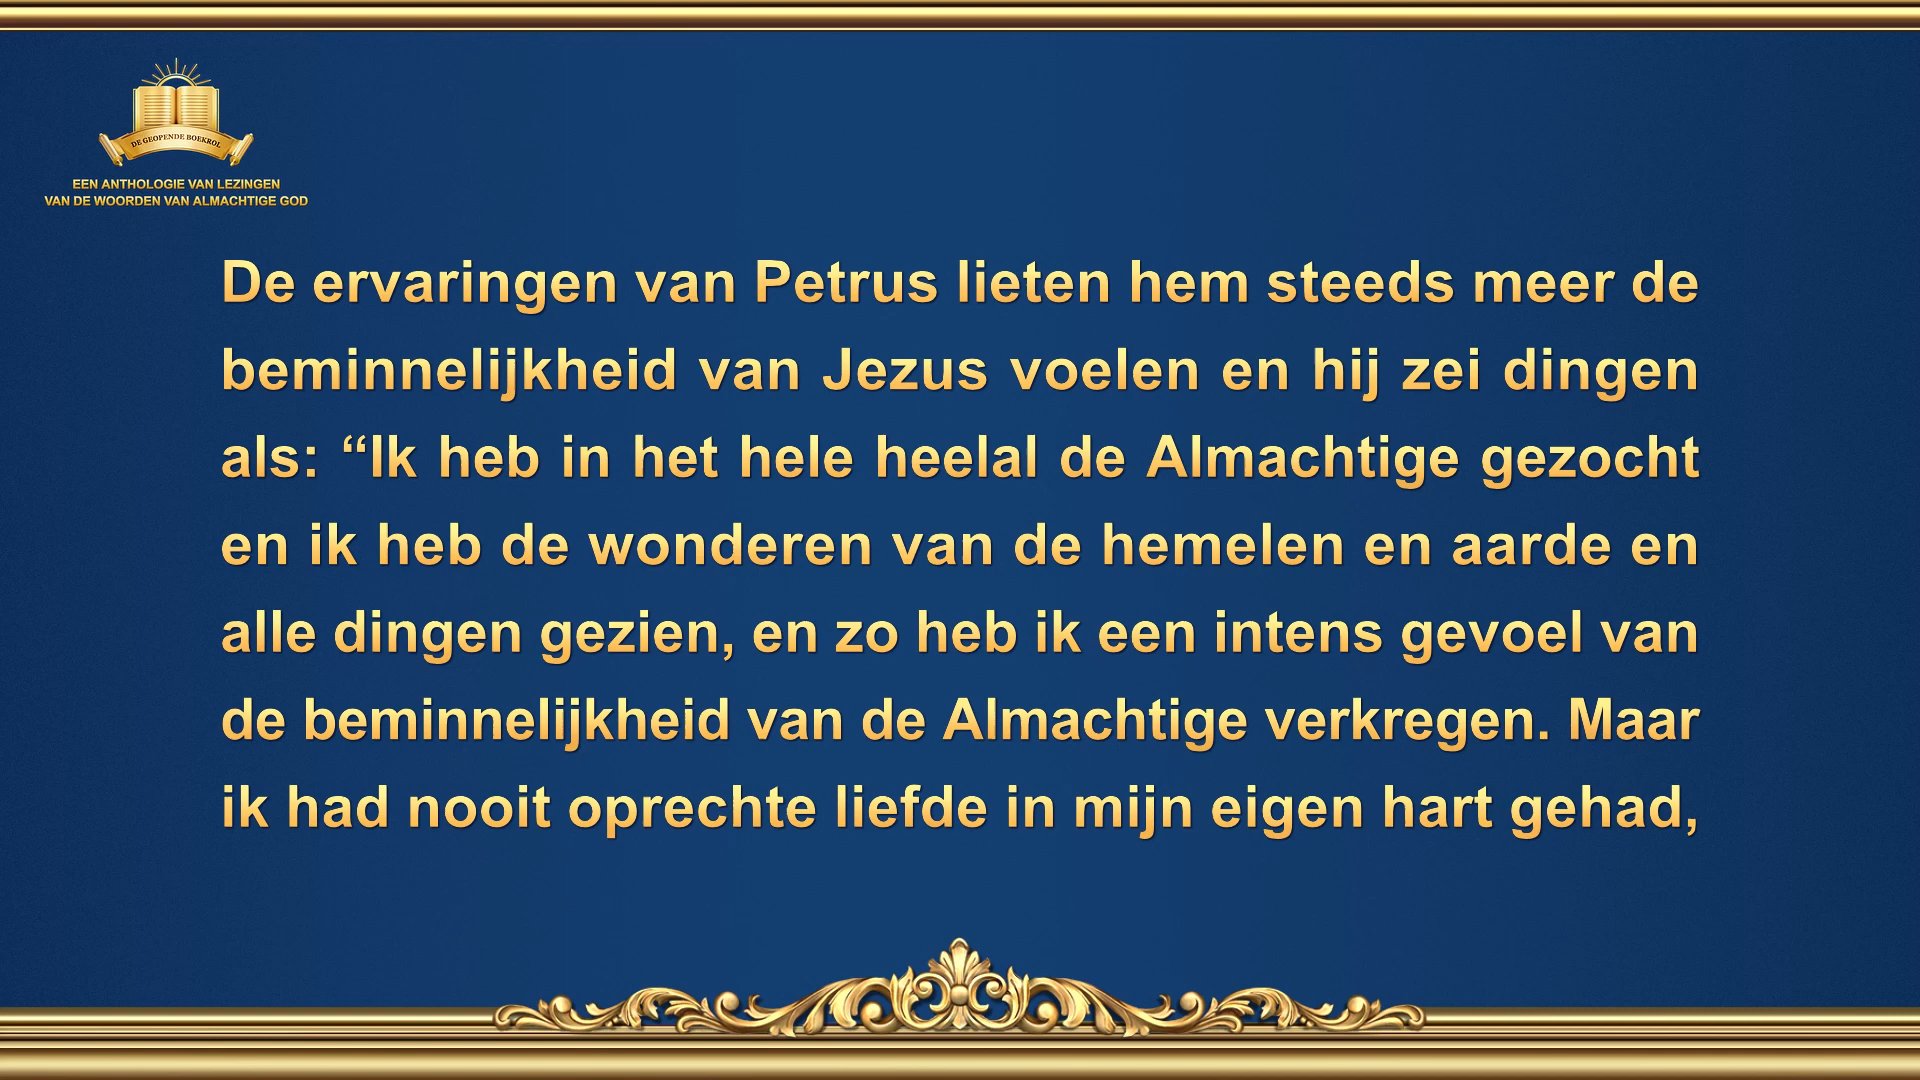 DE GEOPENDE BOEKROL
EEN ANTHOLOGIE VAN LEZINGEN
VAN DE WOORDEN VAN ALMACHTIGE GOD
De ervaringen van Petrus lieten hem steeds meer de
beminnelijkheid van Jezus voelen en hij zei dingen
als: “Ik heb in het hele heelal de Almachtige gezocht
en ik heb de wonderen van de hemelen en aarde en
alle dingen gezien, en zo heb ik een intens gevoel van
de beminnelijkheid van de Almachtige verkregen. Maar
ik had nooit oprechte liefde in mijn eigen hart gehad,